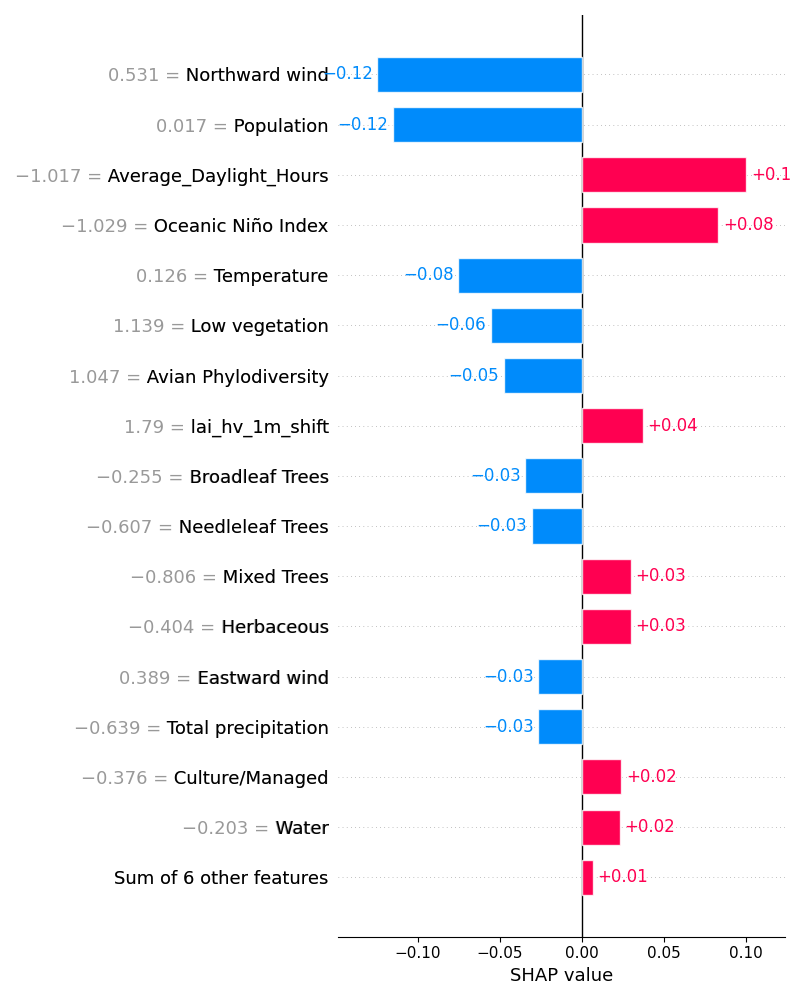 0.531 = Northward wind −0.12
0.017 = Population −0.12
−1.017 = Average_Daylight_Hours +0.1
−1.029 = Oceanic Niño Index +0.08
0.126 = Temperature −0.08
1.139 = Low vegetation −0.06
1.047 = Avian Phylodiversity −0.05
1.79 = lai_hv_1m_shift +0.04
−0.255 = Broadleaf Trees −0.03
−0.607 = Needleleaf Trees −0.03
−0.806 = Mixed Trees +0.03
−0.404 = Herbaceous +0.03
0.389 = Eastward wind −0.03
−0.639 = Total precipitation −0.03
−0.376 = Culture/Managed +0.02
−0.203 = Water +0.02
Sum of 6 other features +0.01
−0.10 −0.05 0.00 0.05 0.10
SHAP value